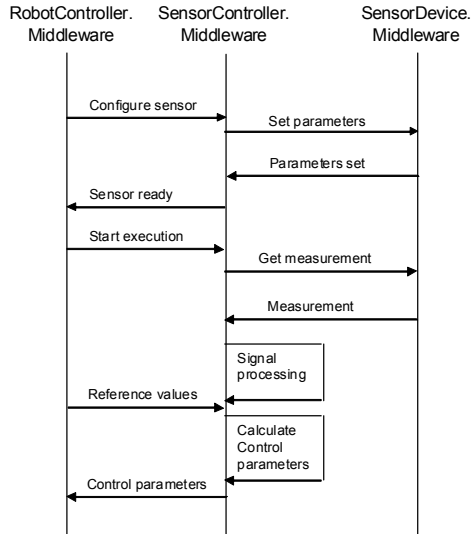 RobotController.
Middleware
SensorController.
Middleware
SensorDevice.
Middleware
Configure sensor
Set parameters
Parameters set
Sensor ready
Start execution
Get measurement
Measurement
Signal
processing
Reference values
Calculate
Control
parameters
Control parameters